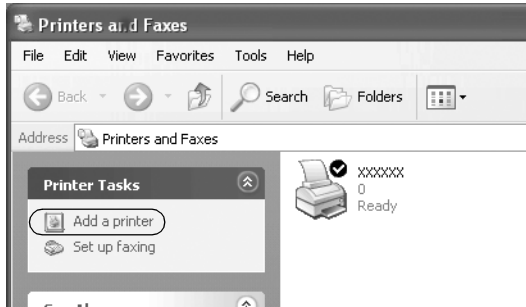 Printers and Faxes
File Edit View Favorites Tools Help
Back Search Folders
Address Printers and Faxes
Printer Tasks
Add a printer
Set up faxing
xxxxxx
0
Ready